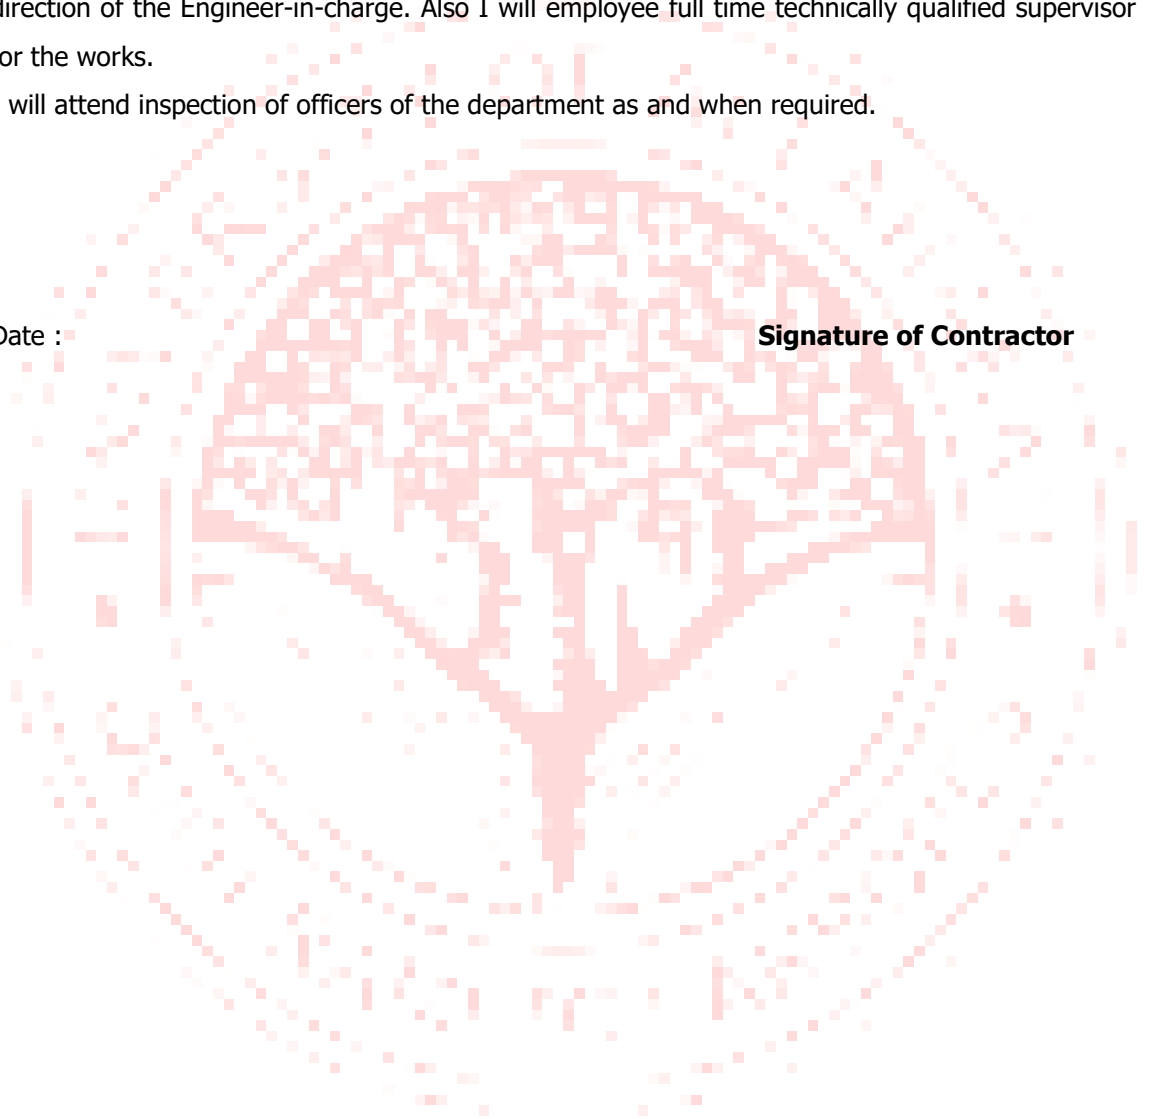 direction of the Engineer-in-charge. Also I will employee full time technically qualified supervisor
or the works.
will attend inspection of officers of the department as and when required.
Date :
Signature of Contractor